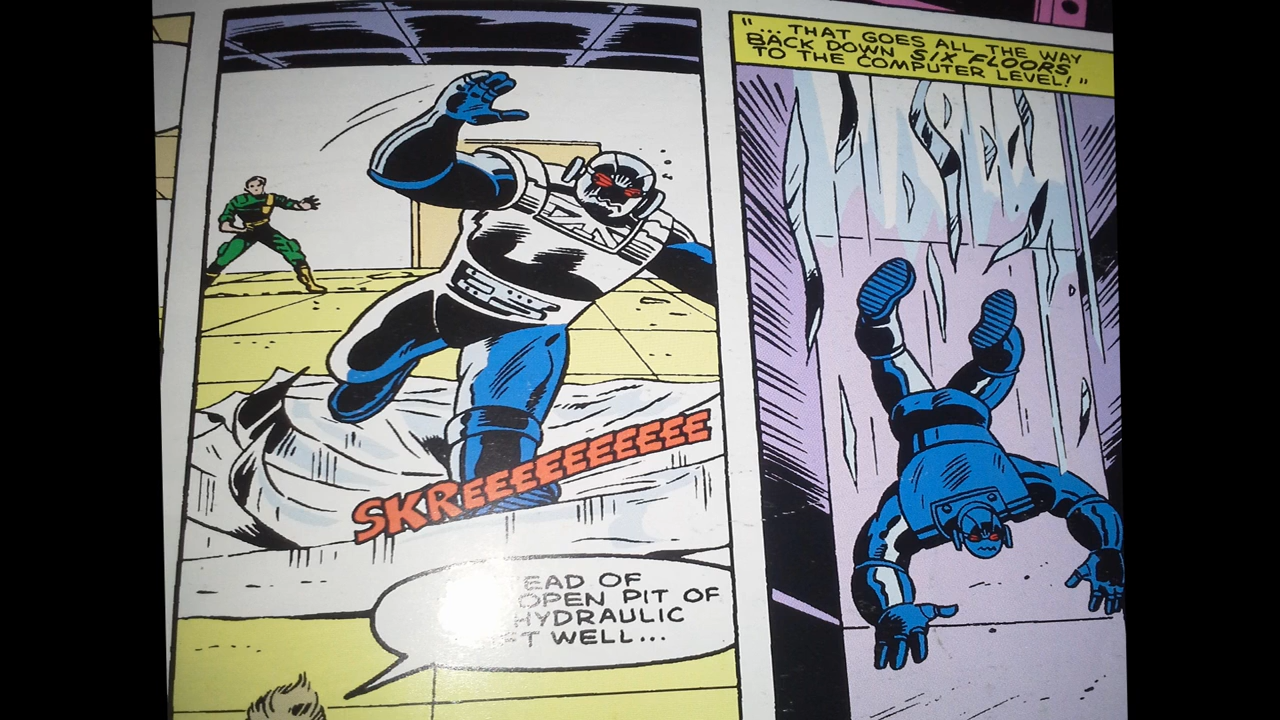 SKREEEEEEEEEE
EAD OF
OPEN PIT OF
HYDRAULIC
WELL...
"... THAT GOES ALL THE WAY
BACK DOWN SIX FLOORS
TO THE COMPUTER LEVEL!"